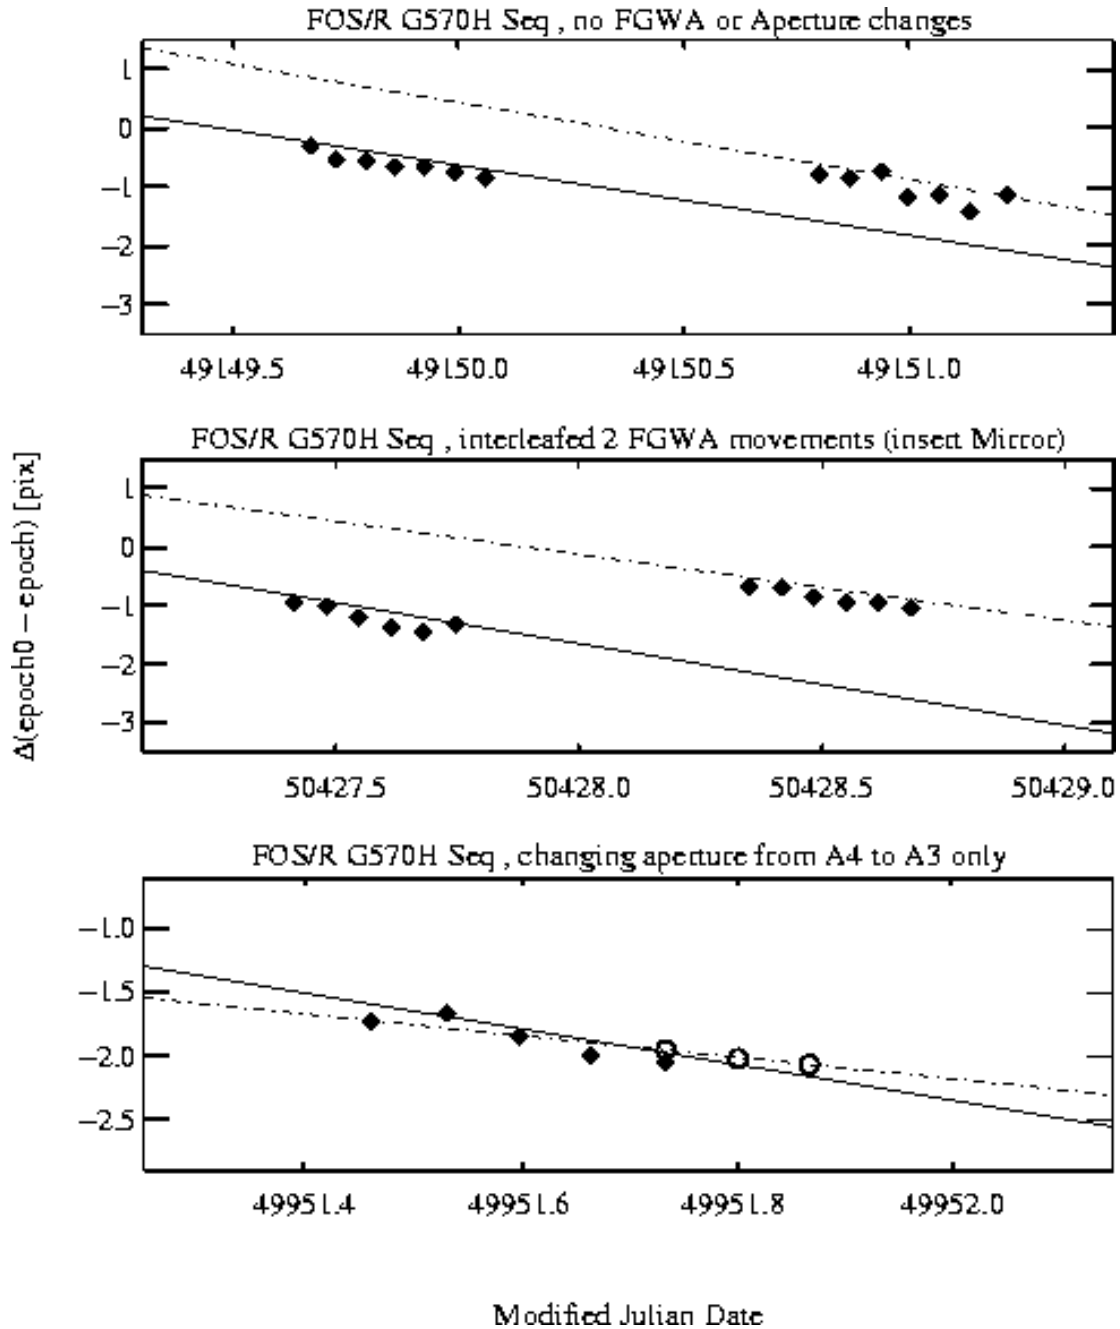 FOS/R G570H Seq , no FGWA or Aperture changes
1
0
−1
−2
−3
49149.5 49150.0 49150.5 49151.0
FOS/R G570H Seq , interleafed 2 FGWA movements (insert Mirror)
1
0
−1
−2
−3
50427.5 50428.0 50428.5 50429.0
Δ(epoch0 − epoch) [pix]
FOS/R G570H Seq , changing aperture from A4 to A3 only
−1.0
−1.5
−2.0
−2.5
49951.4 49951.6 49951.8 49952.0
Modified Julian Date